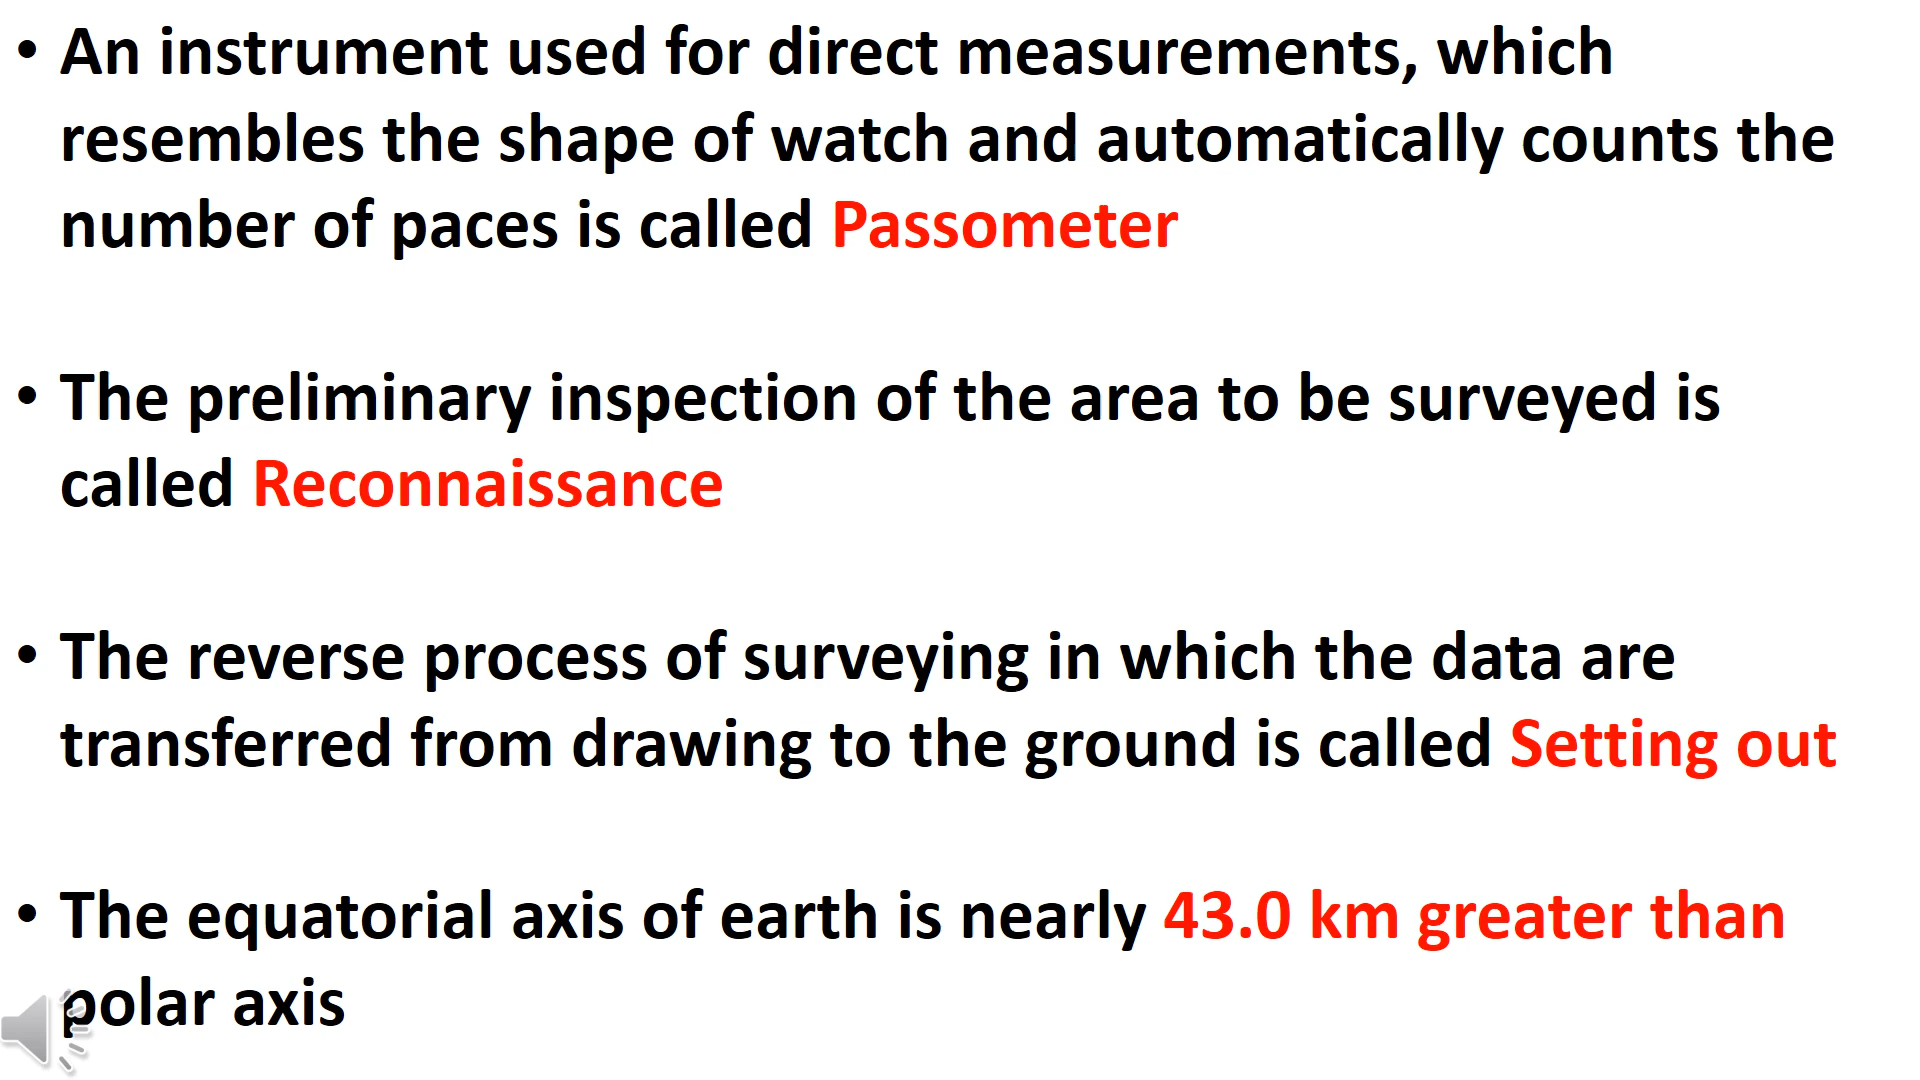 • An instrument used for direct measurements, which
resembles the shape of watch and automatically counts the
number of paces is called Passometer
• The preliminary inspection of the area to be surveyed is
called Reconnaissance
• The reverse process of surveying in which the data are
transferred from drawing to the ground is called Setting out
• The equatorial axis of earth is nearly 43.0 km greater than
polar axis